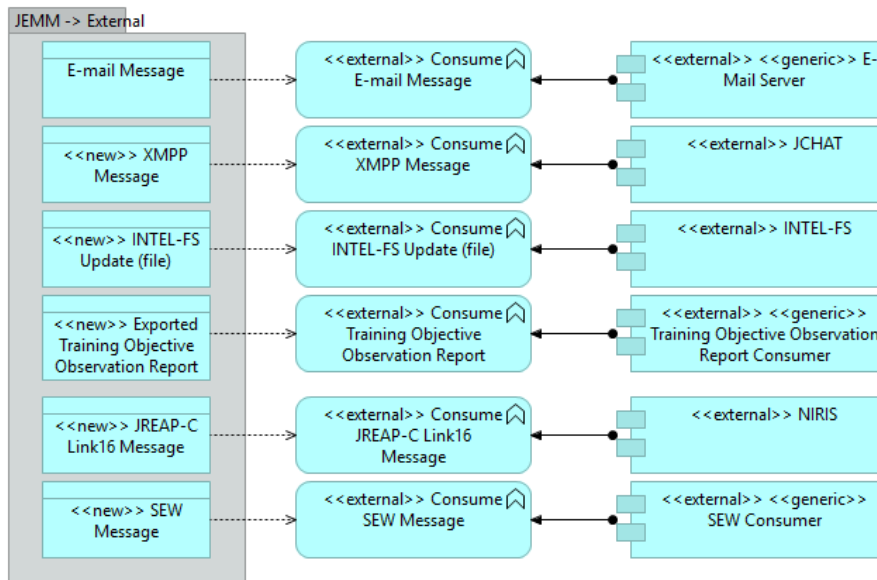 JEMM -> External
E-mail Message
<<external>> Consume
E-mail Message
<<external>> <<generic>> E-
Mail Server
<<new>> XMPP
Message
<<external>> Consume
XMPP Message
<<external>> JCHAT
<<new>> INTEL-FS
Update (file)
<<external>> Consume
INTEL-FS Update (file)
<<external>> INTEL-FS
<<new>> Exported
Training Objective
Observation Report
<<external>> Consume
Training Objective
Observation Report
<<external>> <<generic>>
Training Objective Observation
Report Consumer
<<new>> JREAP-C
Link16 Message
<<external>> Consume
JREAP-C Link16
Message
<<external>> NIRIS
<<new>> SEW
Message
<<external>> Consume
SEW Message
<<external>> <<generic>>
SEW Consumer